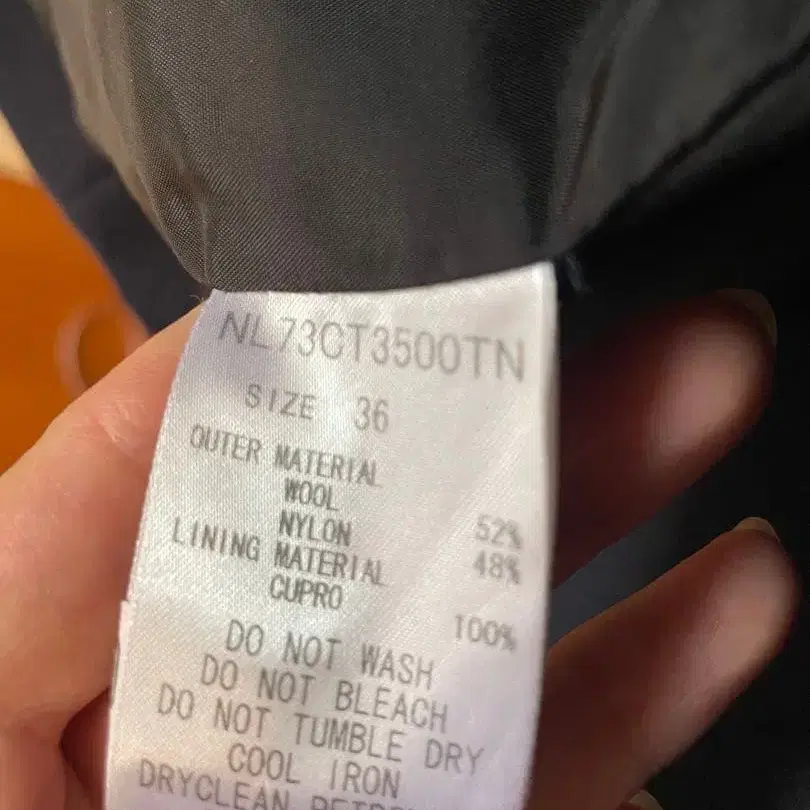 NL73CT3500TN
SIZE 36
OUTER MATERIAL
WOOL 52%
NYLON 48%
LINING MATERIAL
CUPRO 100%
DO NOT WASH
DO NOT BLEACH
DO NOT TUMBLE DRY
COOL IRON
DRYCLEAN